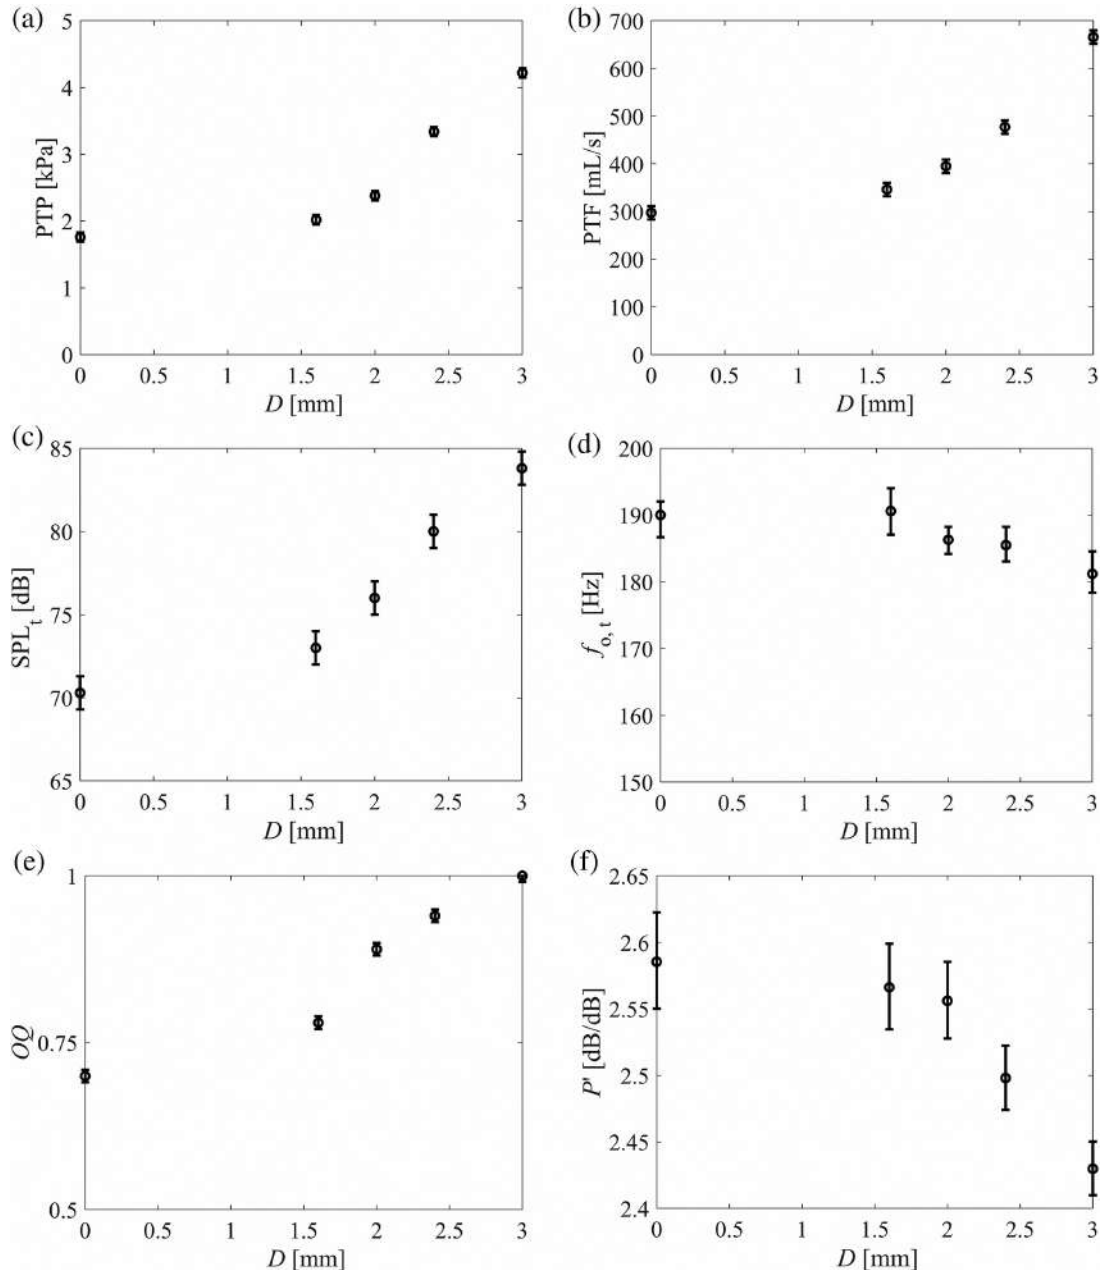 (a)
5
4
3
2
1
0
PTP [kPa]
0 0.5 1 1.5 2 2.5 3
D [mm]
(b)
700
600
500
400
300
200
100
0
PTF [mL/s]
0 0.5 1 1.5 2 2.5 3
D [mm]
(c)
85
80
75
70
65
SPLt [dB]
0 0.5 1 1.5 2 2.5 3
D [mm]
(d)
200
190
180
170
160
150
fo, t [Hz]
0 0.5 1 1.5 2 2.5 3
D [mm]
(e)
1
0.75
0.5
OQ
0 0.5 1 1.5 2 2.5 3
D [mm]
(f)
2.65
2.6
2.55
2.5
2.45
2.4
P' [dB/dB]
0 0.5 1 1.5 2 2.5 3
D [mm]